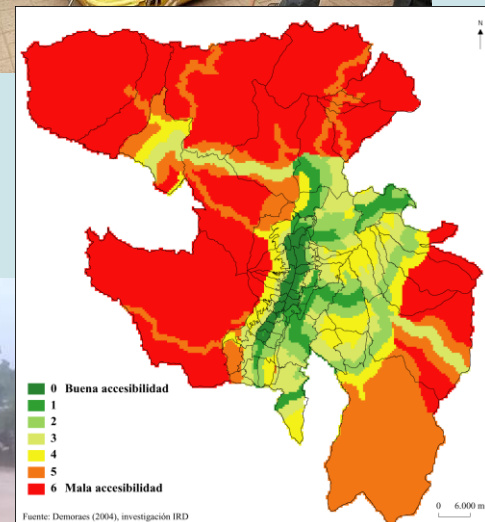 N
0 Buena accesibilidad
1
2
3
4
5
6 Mala accesibilidad
Fuente: Demoraes (2004), investigación IRD
0 6.000 m